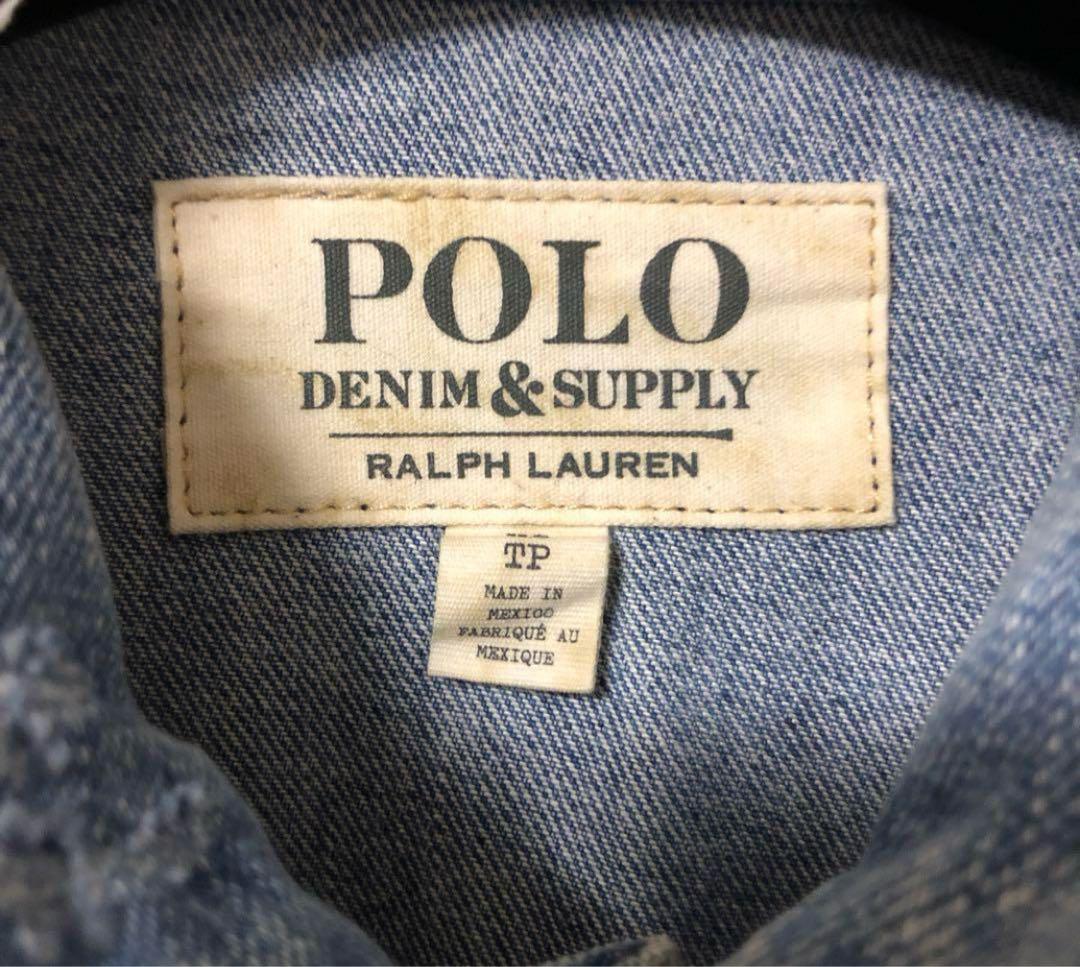 POLO
DENIM & SUPPLY
RALPH LAUREN
TP
MADE IN
MEXICO
FABRIQUÉ AU
MEXIQUE